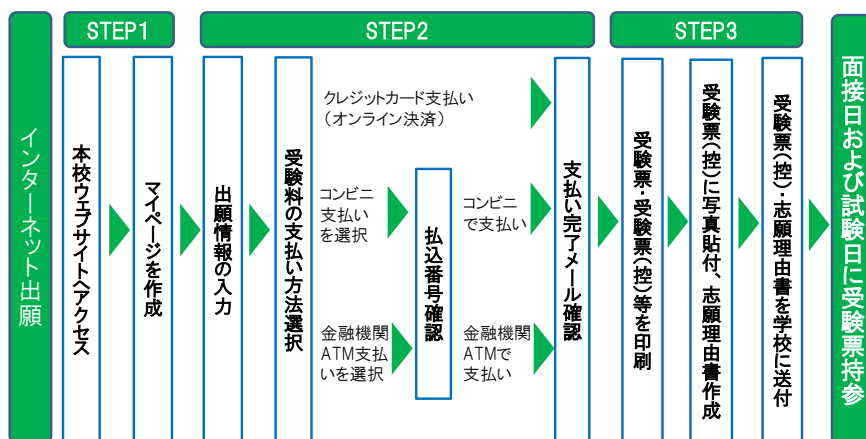 インターネット出願
STEP1
本校ウェブサイトへアクセス
マイページを作成
STEP2
出願情報の入力
受験料の支払い方法選択
クレジットカード支払い
（オンライン決済）
コンビニ
支払い
を選択
金融機関
ATM支払
いを選択
払込番号確認
コンビニ
で支払い
金融機関
ATMで
支払い
支払い完了メール確認
STEP3
受験票・受験票（控）等を印刷
受験票（控）に写真貼付、志願理由書作成
受験票（控）・志願理由書を学校に送付
面接日および試験日に受験票持参